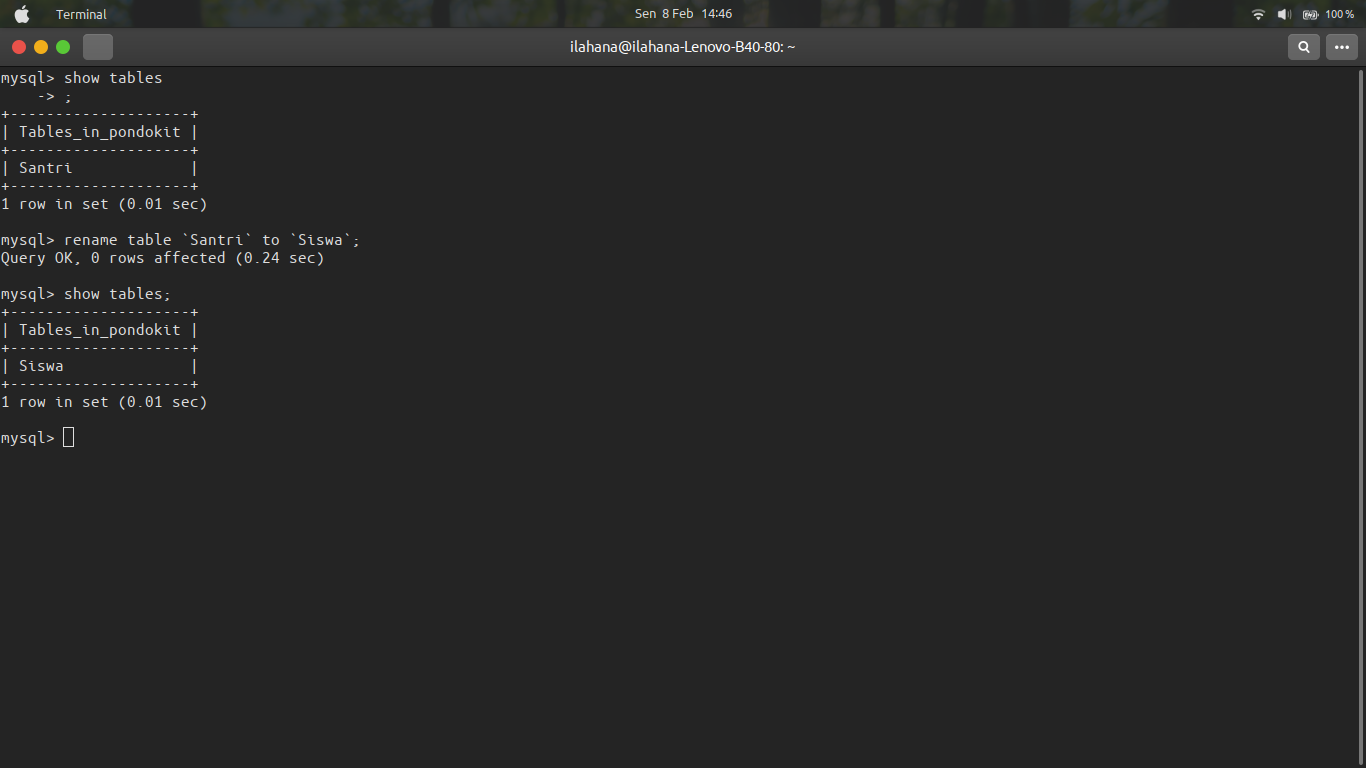 Terminal
Sen 8 Feb 14:46
100 %
ilahana@ilahana-Lenovo-B40-80: ~
mysql> show tables
    -> ;
+--------------------+
| Tables_in_pondokit |
+--------------------+
| Santri             |
+--------------------+
1 row in set (0.01 sec)
mysql> rename table `Santri` to `Siswa`;
Query OK, 0 rows affected (0.24 sec)
mysql> show tables;
+--------------------+
| Tables_in_pondokit |
+--------------------+
| Siswa              |
+--------------------+
1 row in set (0.01 sec)
mysql>